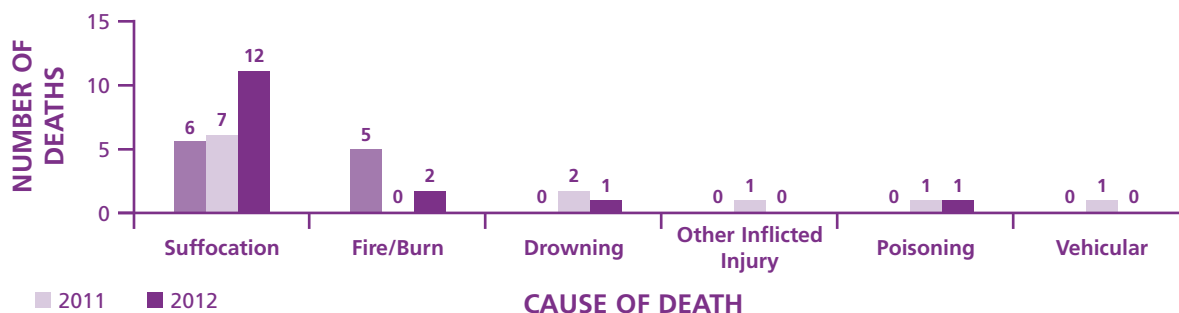 NUMBER OF
DEATHS
15
10
5
0
6
7
12
5
0
2
0
2
1
0
1
0
0
1
1
0
1
0
Suffocation
Fire/Burn
Drowning
Other Inflicted
Injury
Poisoning
Vehicular
2011
2012
CAUSE OF DEATH